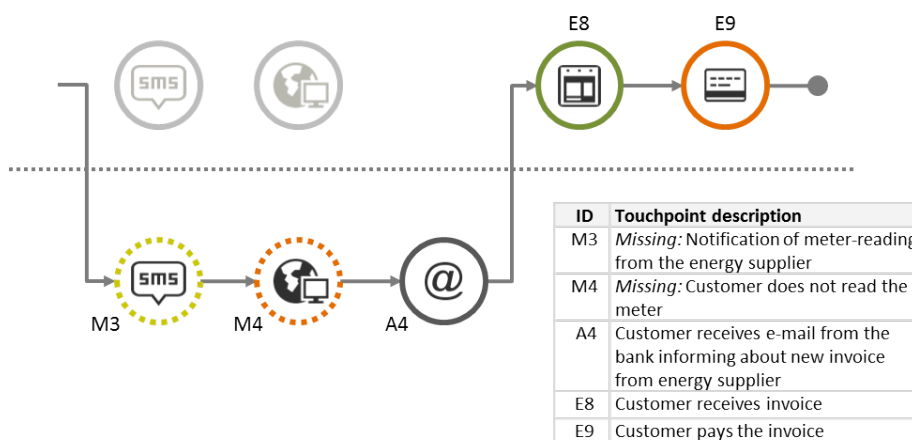 E8
E9
sms
sms
@
M3
M4
A4
ID Touchpoint description
M3 Missing: Notification of meter-reading
from the energy supplier
M4 Missing: Customer does not read the
meter
A4 Customer receives e-mail from the
bank informing about new invoice
from energy supplier
E8 Customer receives invoice
E9 Customer pays the invoice